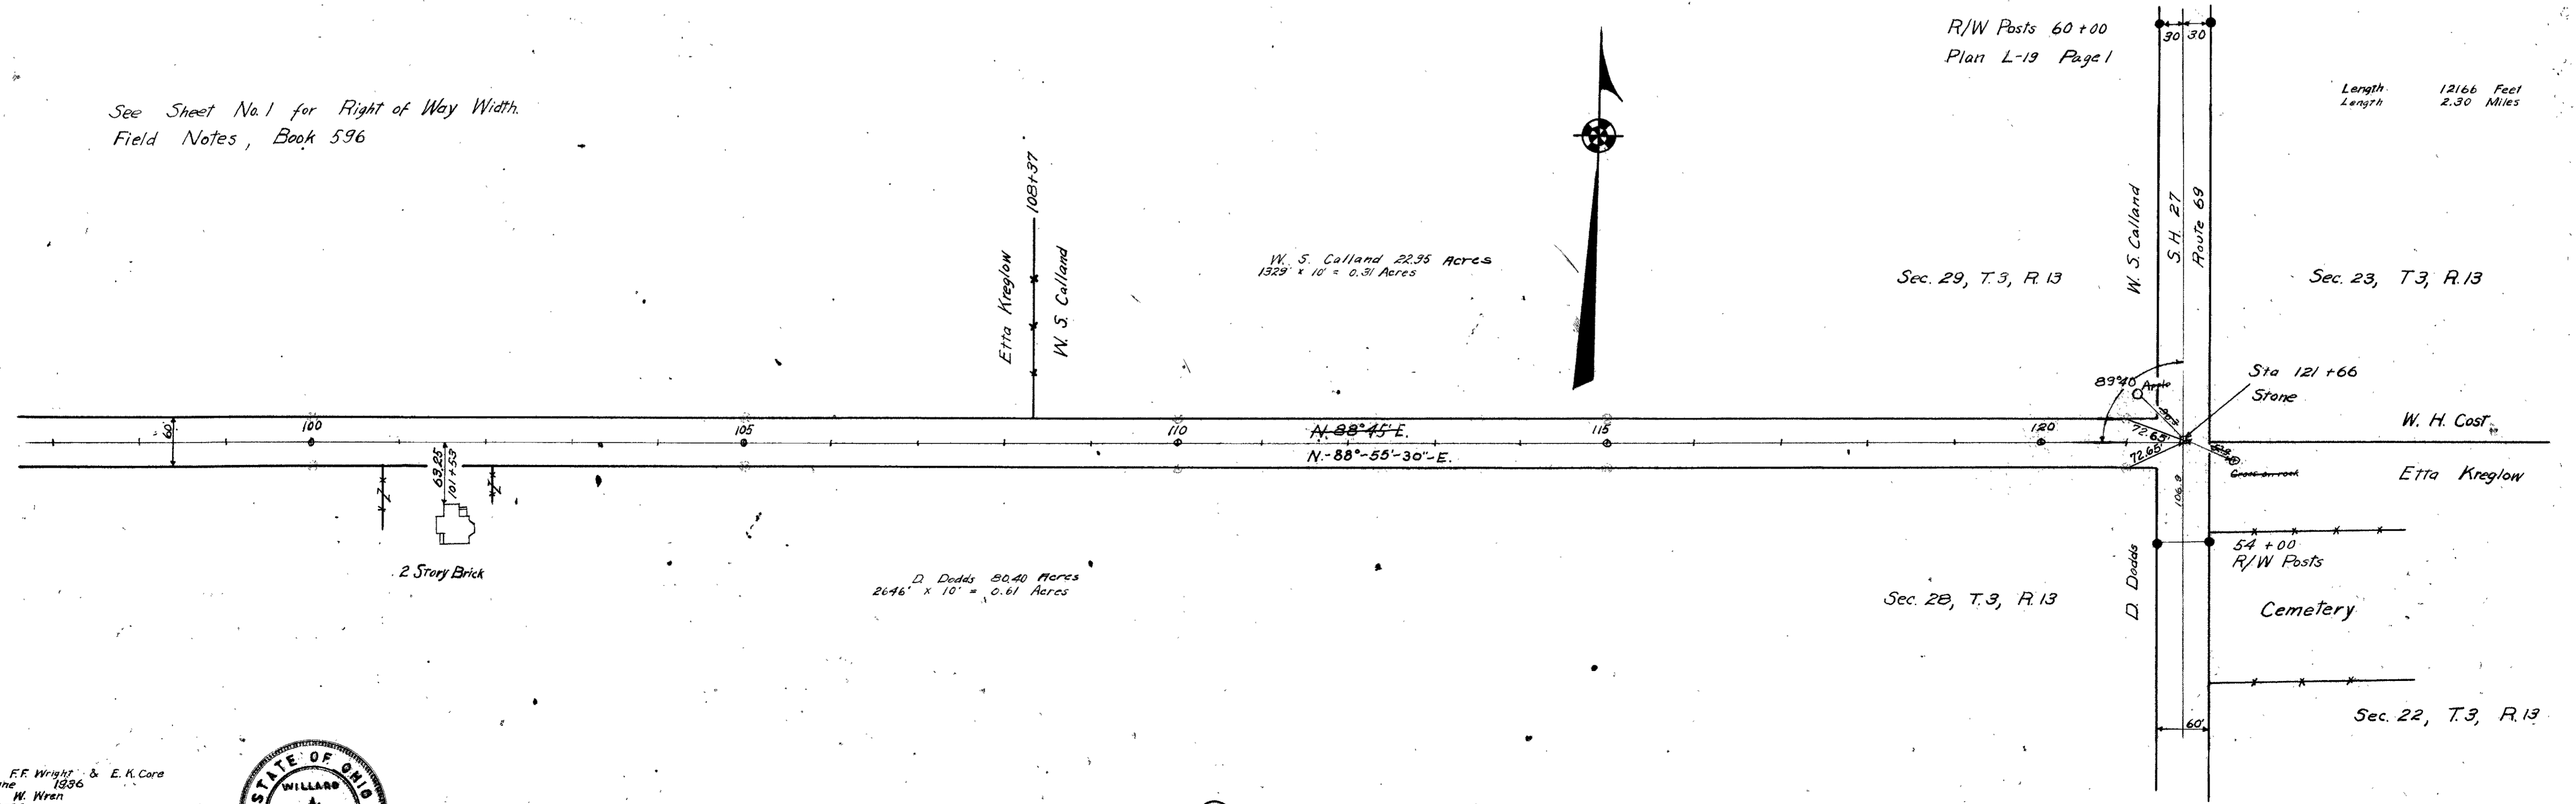 R/W Posts 60+00
Plan L-19 Page 1
30 30
See Sheet No. 1 for Right of Way Width.
Field Notes, Book 596
Length 12166 Feet
Length 2.30 Miles
108+37
Etta Kreglow
W. S. Calland
W. S. Calland 22.95 Acres
1329' x 10' = 0.31 Acres
W. S. Calland
S.H. 27
Route 69
Sec. 29, T.3, R.13
Sec. 23, T3, R.13
89°40'
Apple
Sta 121+66
Stone
W. H. Cost
60'
100
105
110
115
120
N. 88°45' E.
N.-88°-55'-30"-E.
72.65'
72.65'
Cross on rock
Etta Kreglow
63.25
101+53
106.9
2 Story Brick
54+00
R/W Posts
D. Dodds 80.40 Acres
2646' x 10' = 0.61 Acres
D. Dodds
Sec. 28, T.3, R.13
Cemetery
60'
Sec. 22, T.3, R.13
F.F. Wright & E.K. Core
1936
W. Wren
STATE OF OHIO
WILLARD